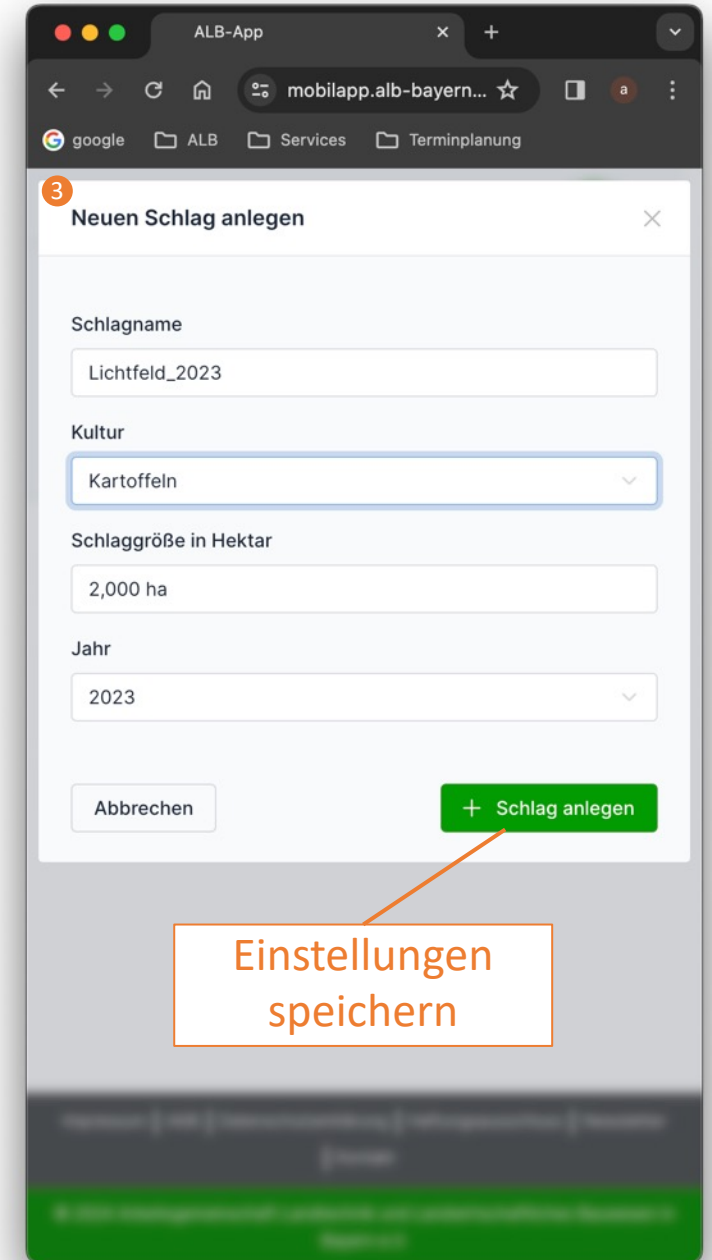 ALB-App
mobilapp.alb-bayern...
a
google
ALB
Services
Terminplanung
3
Neuen Schlag anlegen
Schlagname
Lichtfeld_2023
Kultur
Kartoffeln
Schlaggröße in Hektar
2,000 ha
Jahr
2023
Abbrechen
+ Schlag anlegen
Einstellungen
speichern